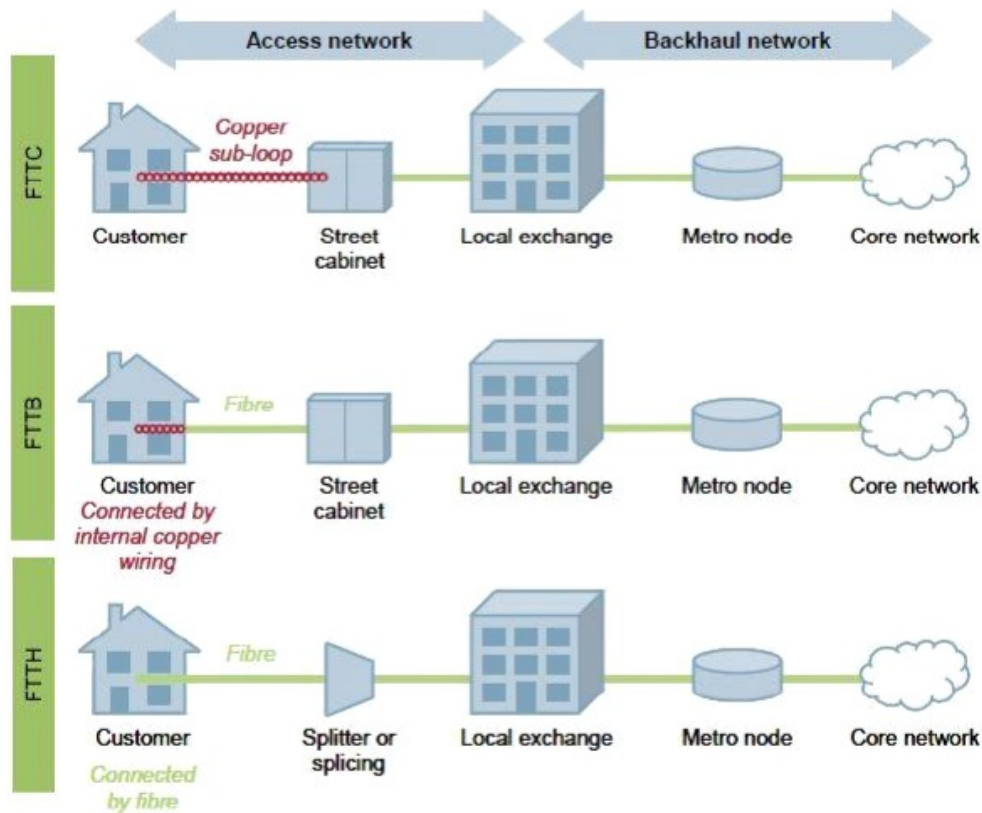 Access network
Backhaul network
FTTC
Copper
sub-loop
Customer
Street
cabinet
Local exchange
Metro node
Core network
FTTB
Fibre
Customer
Connected by
internal copper
wiring
Street
cabinet
Local exchange
Metro node
Core network
FTTH
Fibre
Customer
Connected
by fibre
Splitter or
splicing
Local exchange
Metro node
Core network